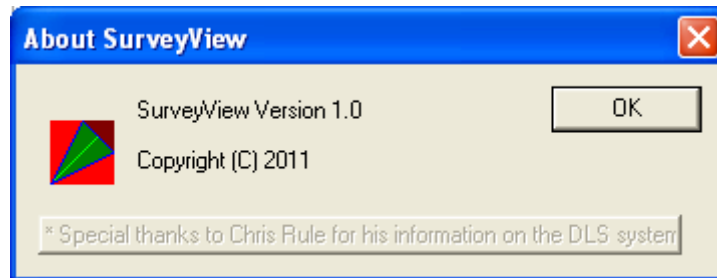 About SurveyView
SurveyView Version 1.0
OK
Copyright (C) 2011
* Special thanks to Chris Rule for his information on the DLS system